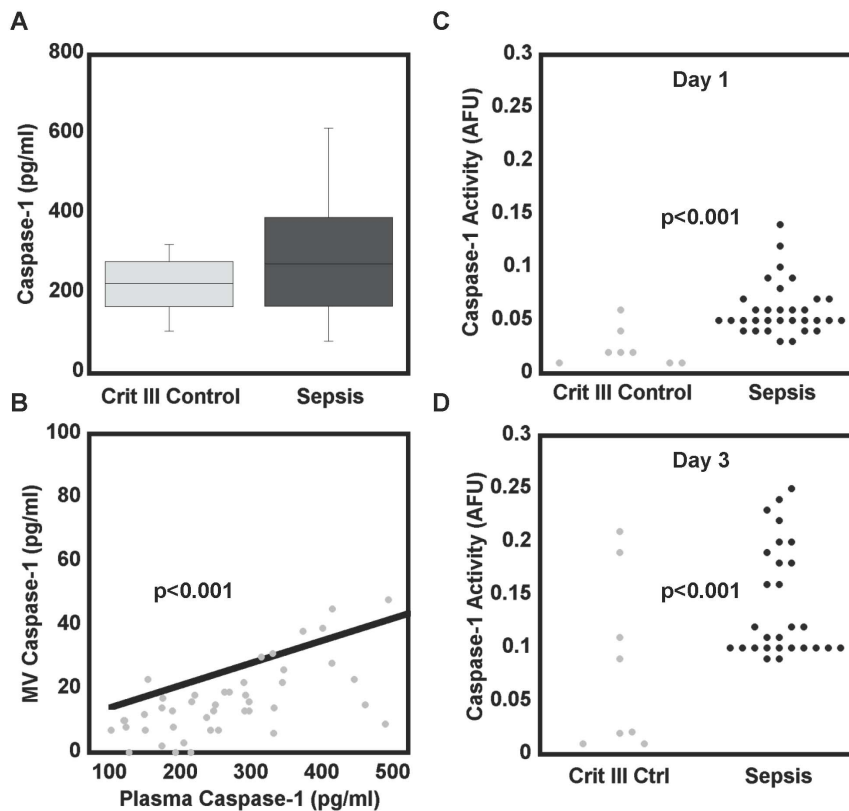 A
800
600
400
200
0
Caspase-1 (pg/ml)
Crit III Control Sepsis
B
100
80
60
40
20
0
MV Caspase-1 (pg/ml)
p<0.001
100 200 300 400 500
Plasma Caspase-1 (pg/ml)
C
0.3
0.25
0.2
0.15
0.1
0.05
0
Caspase-1 Activity (AFU)
Day 1
p<0.001
Crit III Control Sepsis
D
0.3
0.25
0.2
0.15
0.1
0.05
0
Caspase-1 Activity (AFU)
Day 3
p<0.001
Crit III Ctrl Sepsis